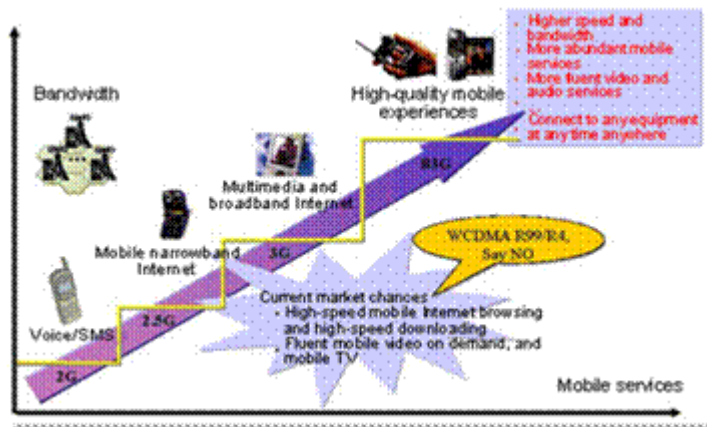 Higher speed and
bandwidth
More abundant mobile
services
More fluent video and
audio services
...
Connect to any equipment
at any time anywhere
Bandwidth
High-quality mobile
experiences
Multimedia and
broadband Internet
Mobile narrowband
Internet
Voice/SMS
2G
2.5G
3G
WCDMA R99/R4,
Say NO
Current market chances
High-speed mobile Internet browsing
and high-speed downloading
Fluent mobile video on demand, and
mobile TV
Mobile services